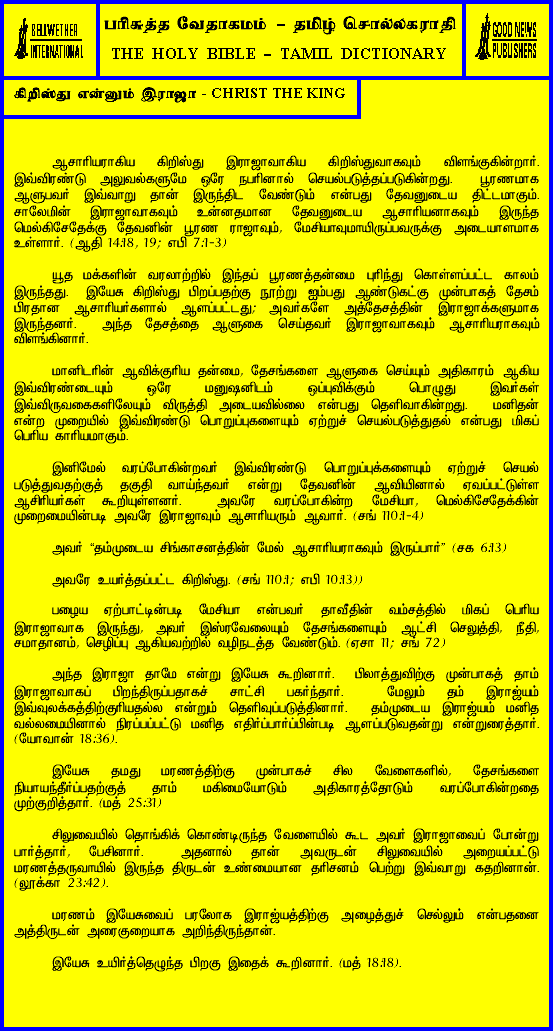 BELLWETHER
INTERNATIONAL
பரிசுத்த வேதாகமம் – தமிழ் சொல்லகராதி
THE HOLY BIBLE – TAMIL DICTIONARY
GOOD NEWS
PUBLISHERS
கிறிஸ்து என்னும் இராஜா - CHRIST THE KING
ஆசாரியராகிய கிறிஸ்து இராஜாவாகிய கிறிஸ்துவாகவும் விளங்குகின்றார்.
இவ்விரண்டு அலுவல்களுமே ஒரே நபரினால் செயல்படுத்தப்படுகின்றது. பூரணமாக
ஆளுபவர் இவ்வாறு தான் இருந்திட வேண்டும் என்பது தேவனுடைய திட்டமாகும்.
சாலேமின் இராஜாவாகவும் உன்னதமான தேவனுடைய ஆசாரியனாகவும் இருந்த
மெல்கிசேதேக்கு தேவனின் பூரண ராஜாவும், மேசியாவுமாயிருப்பவருக்கு அடையாளமாக
உள்ளார். (ஆதி 14:18, 19; எபி 7:1-3)
யூத மக்களின் வரலாற்றில் இந்தப் பூரணத்தன்மை புரிந்து கொள்ளப்பட்ட காலம்
இருந்தது. இயேசு கிறிஸ்து பிறப்பதற்கு நூற்று ஐம்பது ஆண்டுகட்கு முன்பாகத் தேசம்
பிரதான ஆசாரியர்களால் ஆளப்பட்டது; அவர்களே அத்தேசத்தின் இராஜாக்களுமாக
இருந்தனர். அந்த தேசத்தை ஆளுகை செய்தவர் இராஜாவாகவும் ஆசாரியராகவும்
விளங்கினார்.
மானிடரின் ஆவிக்குரிய தன்மை, தேசங்களை ஆளுகை செய்யும் அதிகாரம் ஆகிய
இவ்விரண்டையும் ஒரே மனுஷனிடம் ஒப்புவிக்கும் பொழுது இவர்கள்
இவ்விருவகைகளிலேயும் விருத்தி அடையவில்லை என்பது தெளிவாகின்றது. மனிதன்
என்ற முறையில் இவ்விரண்டு பொறுப்புகளையும் ஏற்றுச் செயல்படுத்துதல் என்பது மிகப்
பெரிய காரியமாகும்.
இனிமேல் வரப்போகின்றவர் இவ்விரண்டு பொறுப்புக்களையும் ஏற்றுச் செயல்
படுத்துவதற்குத் தகுதி வாய்ந்தவர் என்று தேவனின் ஆவியினால் ஏவப்பட்டுள்ள
ஆசிரியர்கள் கூறியுள்ளனர். அவரே வரப்போகின்ற மேசியா, மெல்கிசேதேக்கின்
முறைமையின்படி அவரே இராஜாவும் ஆசாரியரும் ஆவார். (சங் 110:1-4)
அவர் “தம்முடைய சிங்காசனத்தின் மேல் ஆசாரியராகவும் இருப்பார்” (சக 6:13)
அவரே உயர்த்தப்பட்ட கிறிஸ்து. (சங் 110:1; எபி 10:13))
பழைய ஏற்பாட்டின்படி மேசியா என்பவர் தாவீதின் வம்சத்தில் மிகப் பெரிய
இராஜாவாக இருந்து, அவர் இஸ்ரவேலையும் தேசங்களையும் ஆட்சி செலுத்தி, நீதி,
சமாதானம், செழிப்பு ஆகியவற்றில் வழிநடத்த வேண்டும். (ஏசா 11; சங் 72)
அந்த இராஜா தாமே என்று இயேசு கூறினார். பிலாத்துவிற்கு முன்பாகத் தாம்
இராஜாவாகப் பிறந்திருப்பதாகச் சாட்சி பகர்ந்தார். மேலும் தம் இராஜ்யம்
இவ்வுலக்கத்திற்குரியதல்ல என்றும் தெளிவுப்படுத்தினார். தம்முடைய இராஜ்யம் மனித
வல்லமையினால் நிரப்பப்பட்டு மனித எதிர்ப்பார்ப்பின்படி ஆளப்படுவதன்று என்றுரைத்தார்.
(யோவான் 18:36).
இயேசு தமது மரணத்திற்கு முன்பாகச் சில வேளைகளில், தேசங்களை
நியாயந்தீர்ப்பதற்குத் தாம் மகிமையோடும் அதிகாரத்தோடும் வரப்போகின்றதை
முற்குறித்தார். (மத் 25:31)
சிலுவையில் தொங்கிக் கொண்டிருந்த வேளையில் கூட அவர் இராஜாவைப் போன்று
பார்த்தார், பேசினார். அதனால் தான் அவருடன் சிலுவையில் அறையப்பட்டு
மரணத்தருவாயில் இருந்த திருடன் உண்மையான தரிசனம் பெற்று இவ்வாறு கதறினான்.
(லூக்கா 23:42).
மரணம் இயேசுவைப் பரலோக இராஜ்யத்திற்கு அழைத்துச் செல்லும் என்பதனை
அத்திருடன் அரைகுறையாக அறிந்திருந்தான்.
இயேசு உயிர்த்தெழுந்த பிறகு இதைக் கூறினார். (மத் 18:18).